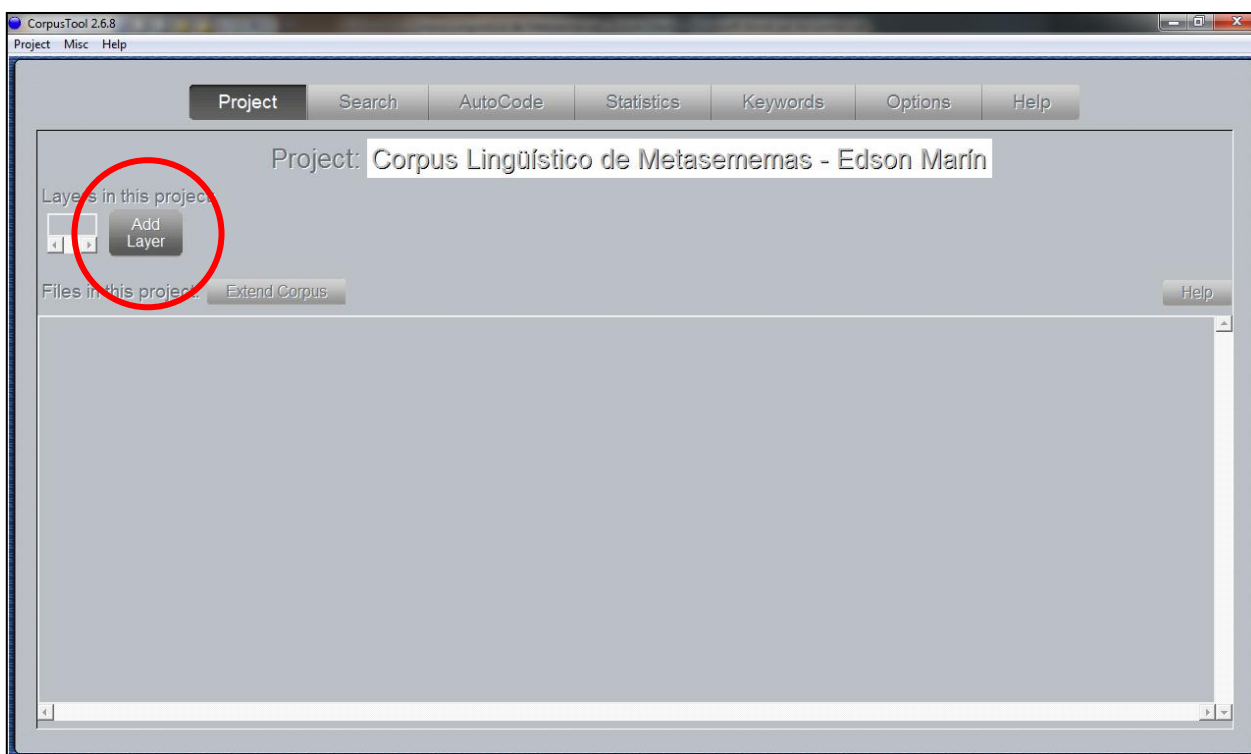 CorpusTool 2.6.8
Project Misc Help
Project Search AutoCode Statistics Keywords Options Help
Project: Corpus Lingüístico de Metasememas - Edson Marín
Layers in this project:
Add
Layer
Files in this project: Extend Corpus Help